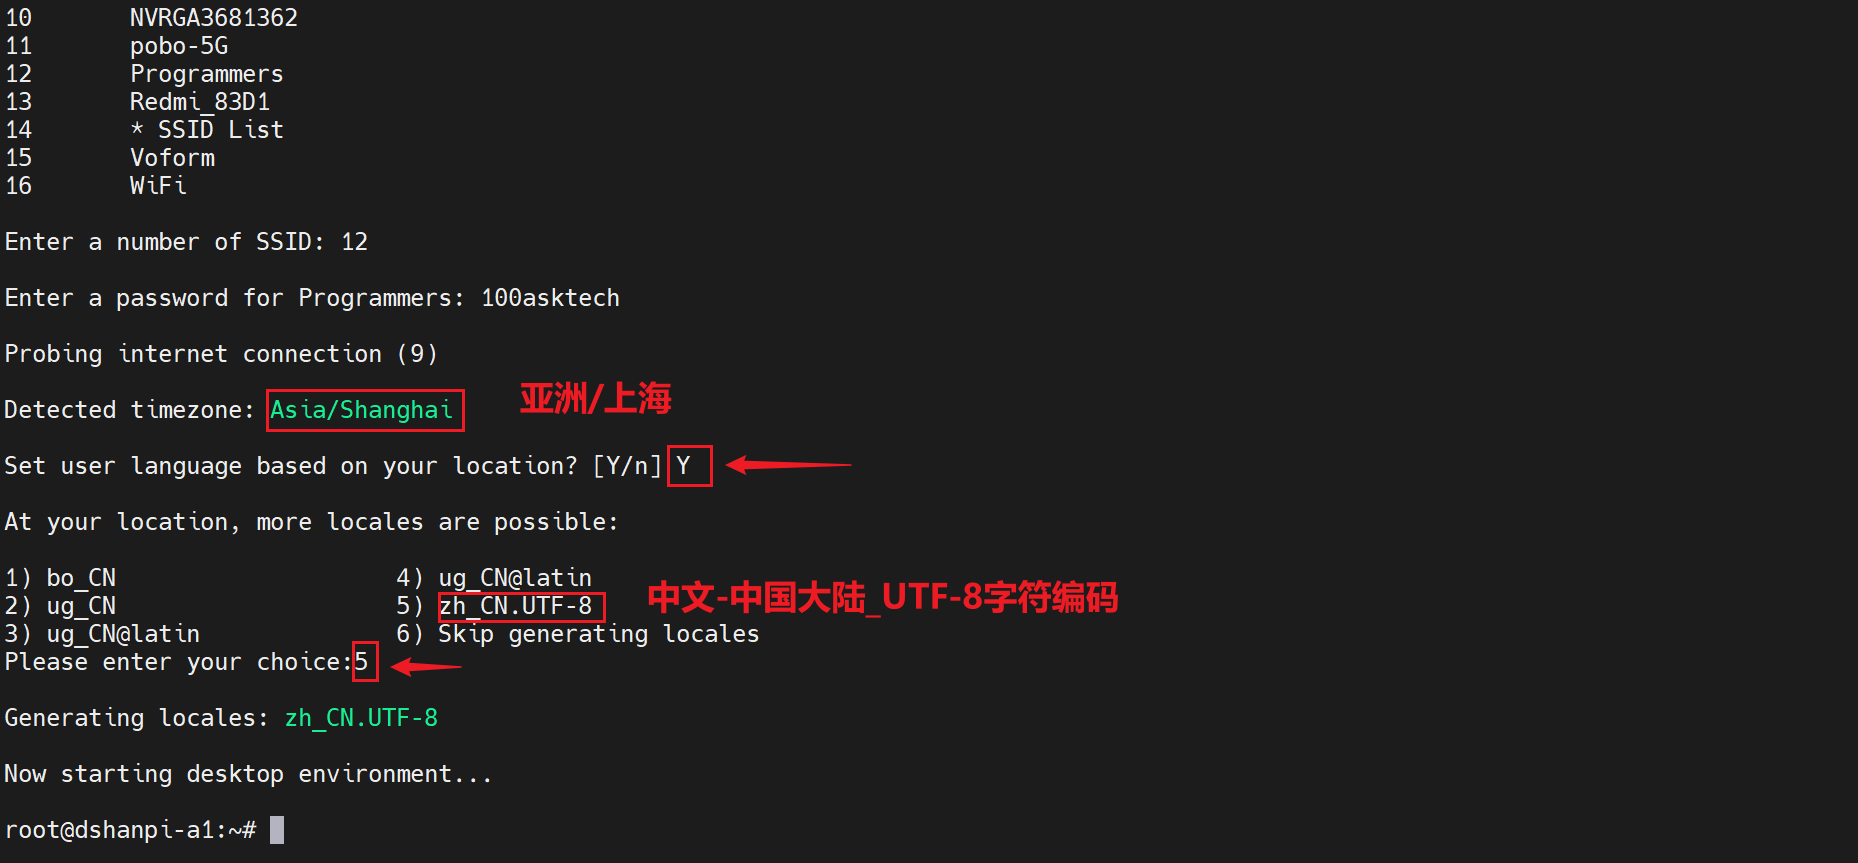 10 NVRGA3681362
11 pobo-5G
12 Programmers
13 Redmi_83D1
14 * SSID List
15 Voform
16 WiFi
Enter a number of SSID: 12
Enter a password for Programmers: 100asktech
Probing internet connection (9)
Detected timezone: Asia/Shanghai 亚洲/上海
Set user language based on your location? [Y/n] Y
At your location, more locales are possible:
1) bo_CN 4) ug_CN@latin
2) ug_CN 5) zh_CN.UTF-8 中文-中国大陆_UTF-8字符编码
3) ug_CN@latin 6) Skip generating locales
Please enter your choice:5
Generating locales: zh_CN.UTF-8
Now starting desktop environment...
root@dshanpi-a1:~#